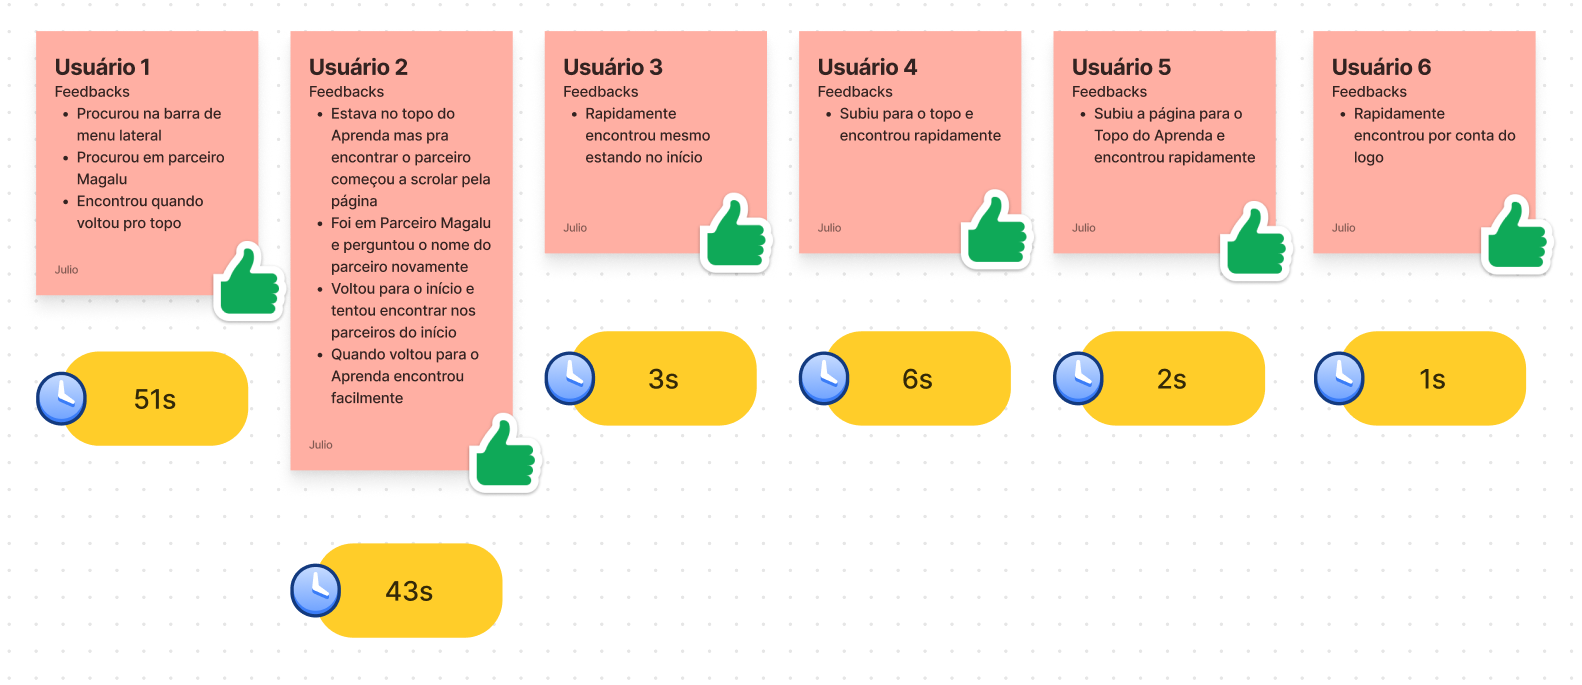 Usuário 1
Feedbacks
• Procurou na barra de
menu lateral
• Procurou em parceiro
Magalu
• Encontrou quando
voltou pro topo
Julio
51s
Usuário 2
Feedbacks
• Estava no topo do
Aprenda mas pra
encontrar o parceiro
começou a scrolar pela
página
• Foi em Parceiro Magalu
e perguntou o nome do
parceiro novamente
• Voltou para o início e
tentou encontrar nos
parceiros do início
• Quando voltou para o
Aprenda encontrou
facilmente
Julio
43s
Usuário 3
Feedbacks
• Rapidamente
encontrou mesmo
estando no início
Julio
3s
Usuário 4
Feedbacks
• Subiu para o topo e
encontrou rapidamente
Julio
6s
Usuário 5
Feedbacks
• Subiu a página para o
Topo do Aprenda e
encontrou rapidamente
Julio
2s
Usuário 6
Feedbacks
• Rapidamente
encontrou por conta do
logo
Julio
1s